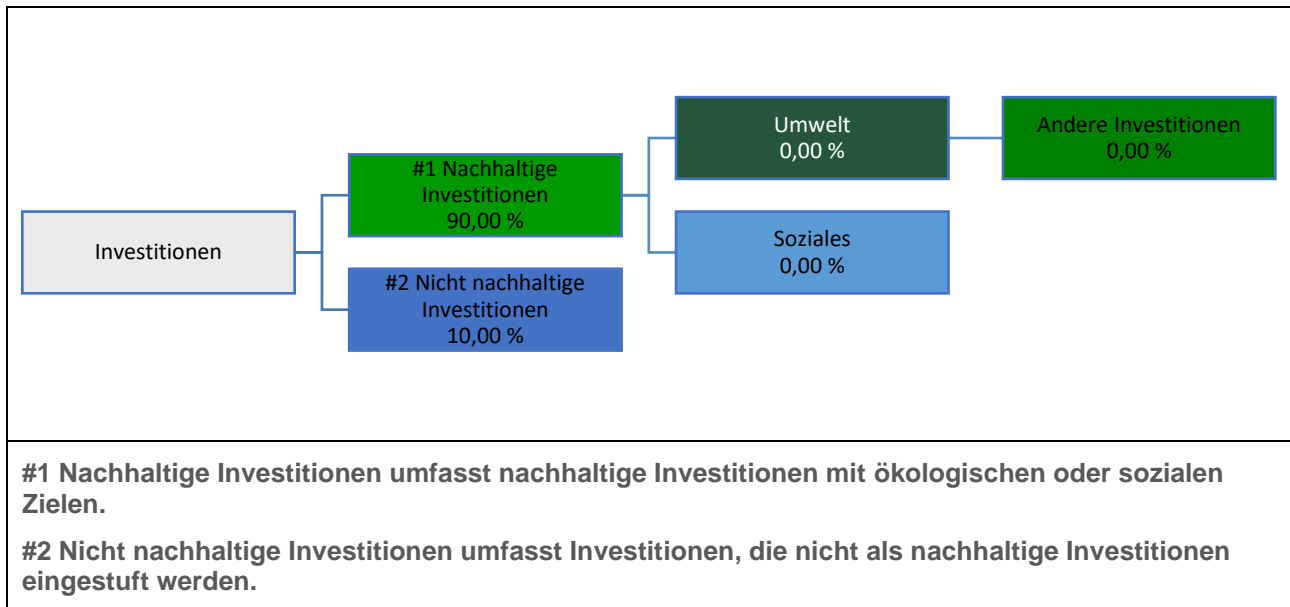 Investitionen
#1 Nachhaltige
Investitionen
90,00 %
#2 Nicht nachhaltige
Investitionen
10,00 %
Umwelt
0,00 %
Soziales
0,00 %
Andere Investitionen
0,00 %
#1 Nachhaltige Investitionen umfasst nachhaltige Investitionen mit ökologischen oder sozialen
Zielen.
#2 Nicht nachhaltige Investitionen umfasst Investitionen, die nicht als nachhaltige Investitionen
eingestuft werden.